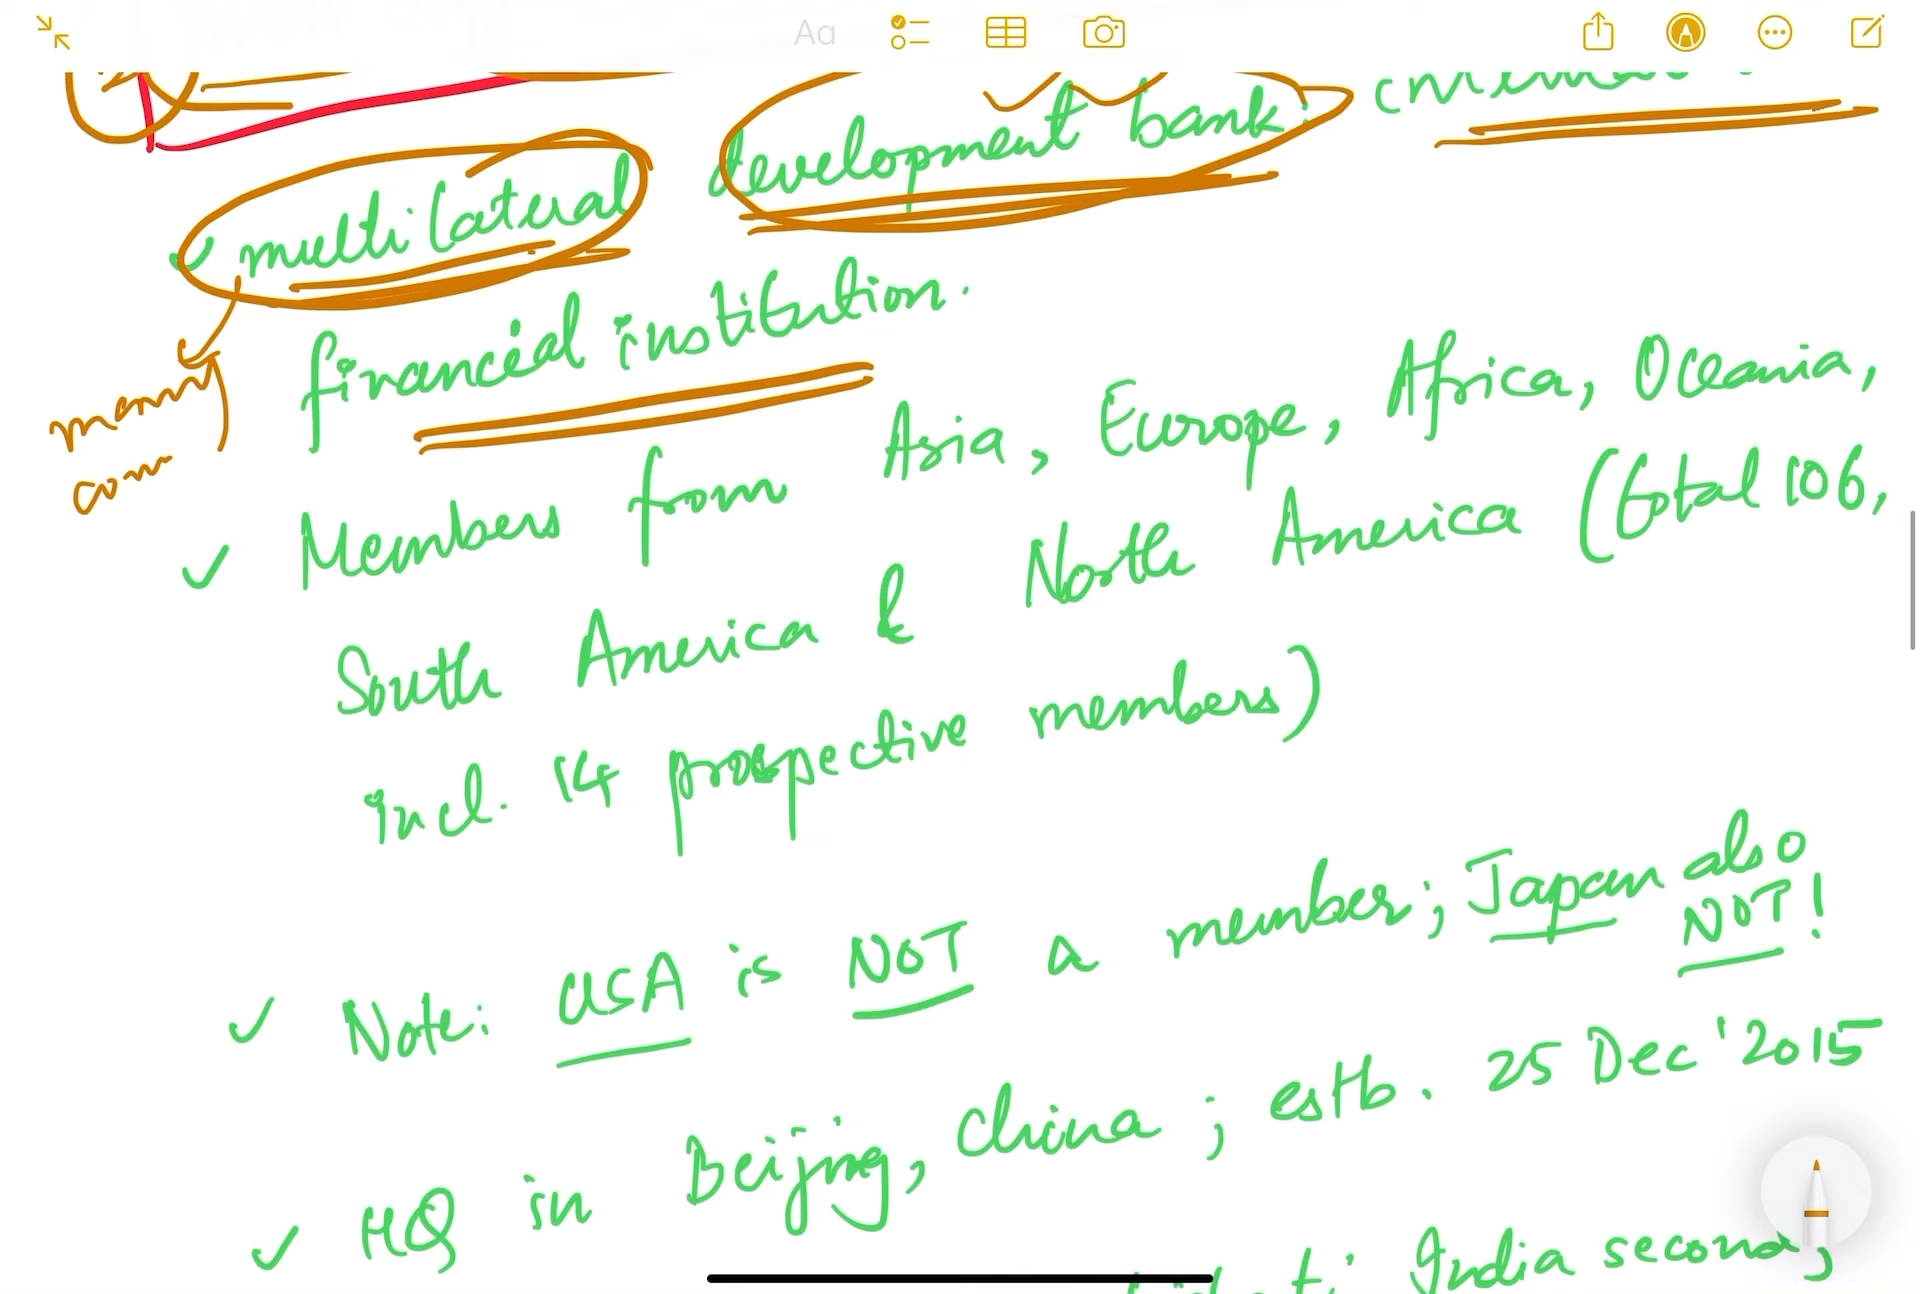 Aa
multilateral development bank;
financial institution.
many
Members from Asia, Europe, Africa, Oceania,
South America & North America (total 106,
incl. 14 prospective members)
Note: USA is NOT a member; Japan also
NOT!
HQ in Beijing, China; estb. 25 Dec '2015
India second;